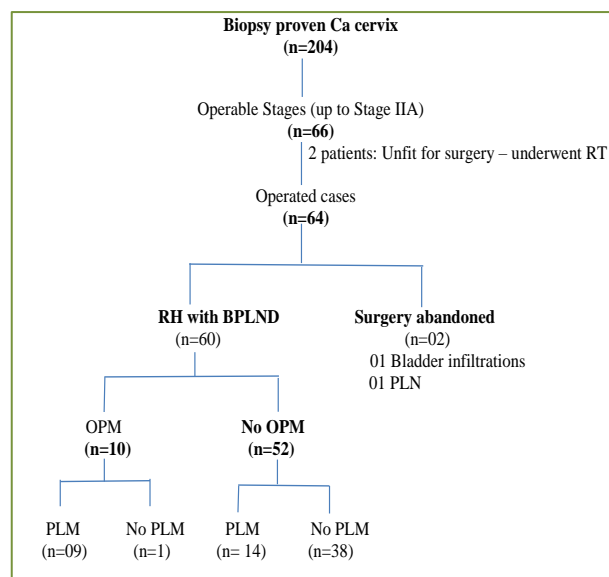 Biopsy proven Ca cervix
(n=204)
Operable Stages (up to Stage IIA)
(n=66)
2 patients: Unfit for surgery – underwent RT
Operated cases
(n=64)
RH with BPLND
(n=60)
Surgery abandoned
(n=02)
01 Bladder infiltrations
01 PLN
OPM
(n=10)
No OPM
(n=52)
PLM
(n=09)
No PLM
(n=1)
PLM
(n= 14)
No PLM
(n=38)